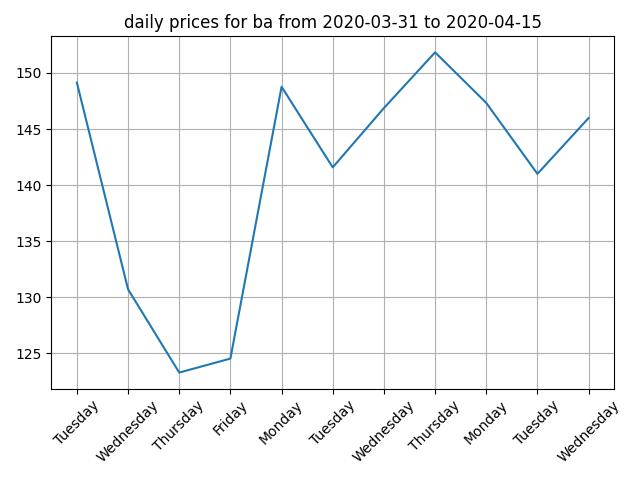 daily prices for ba from 2020-03-31 to 2020-04-15
150
145
140
135
130
125
Tuesday
Wednesday
Thursday
Friday
Monday
Tuesday
Wednesday
Thursday
Monday
Tuesday
Wednesday